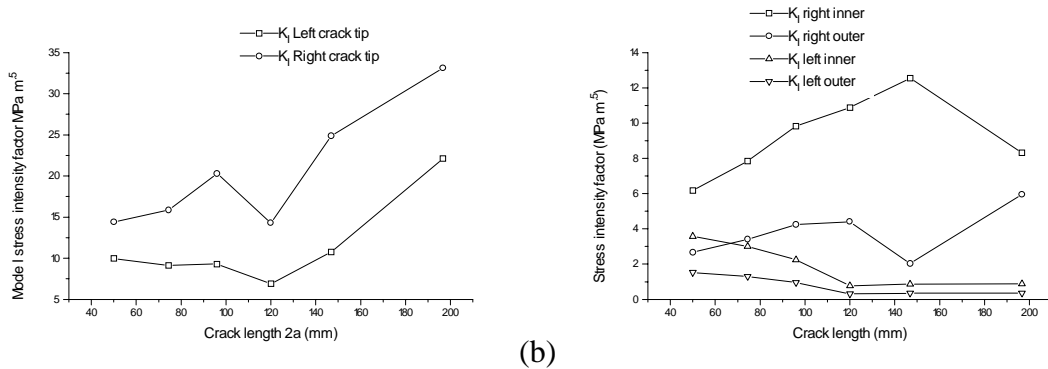 K_I Left crack tip
K_I Right crack tip
35
30
25
20
15
10
5
Mode I stress intensity factor MPa m^.5
40 60 80 100 120 140 160 180 200
Crack length 2a (mm)
(b)
K_I right inner
K_I right outer
K_I left inner
K_I left outer
14
12
10
8
6
4
2
0
Stress intensity factor (MPa m^.5)
40 60 80 100 120 140 160 180 200
Crack length (mm)